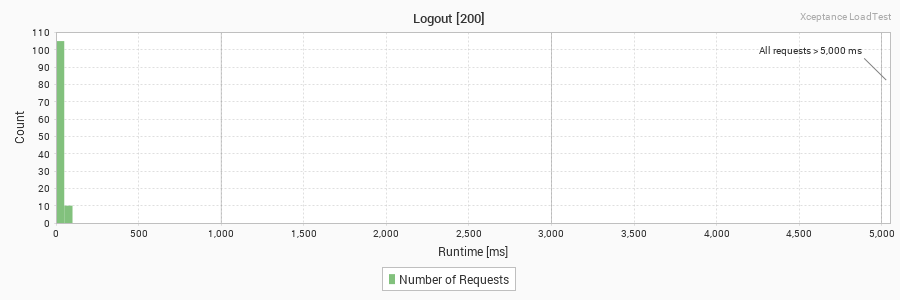 Logout [200]
Xceptance LoadTest
All requests > 5,000 ms
Count
110
100
90
80
70
60
50
40
30
20
10
0
0 500 1,000 1,500 2,000 2,500 3,000 3,500 4,000 4,500 5,000
Runtime [ms]
Number of Requests